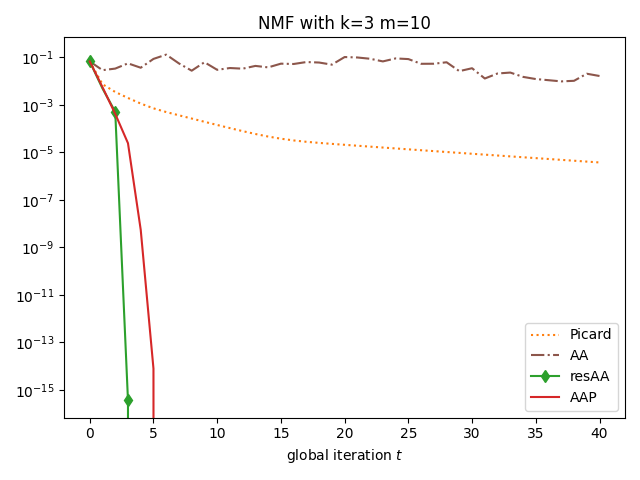 NMF with k=3 m=10
10⁻¹
10⁻³
10⁻⁵
10⁻⁷
10⁻⁹
10⁻¹¹
10⁻¹³
10⁻¹⁵
Picard
AA
resAA
AAP
0 5 10 15 20 25 30 35 40
global iteration t